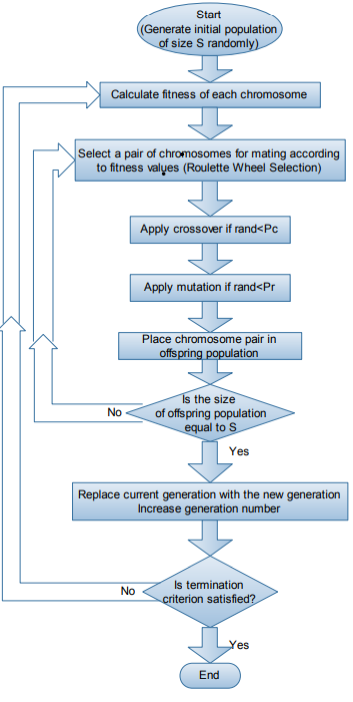 Start
(Generate initial population
of size S randomly)
Calculate fitness of each chromosome
Select a pair of chromosomes for mating according
to fitness values (Roulette Wheel Selection)
Apply crossover if rand<Pc
Apply mutation if rand<Pr
Place chromosome pair in
offspring population
Is the size
of offspring population
equal to S
No
Yes
Replace current generation with the new generation
Increase generation number
Is termination
criterion satisfied?
No
Yes
End